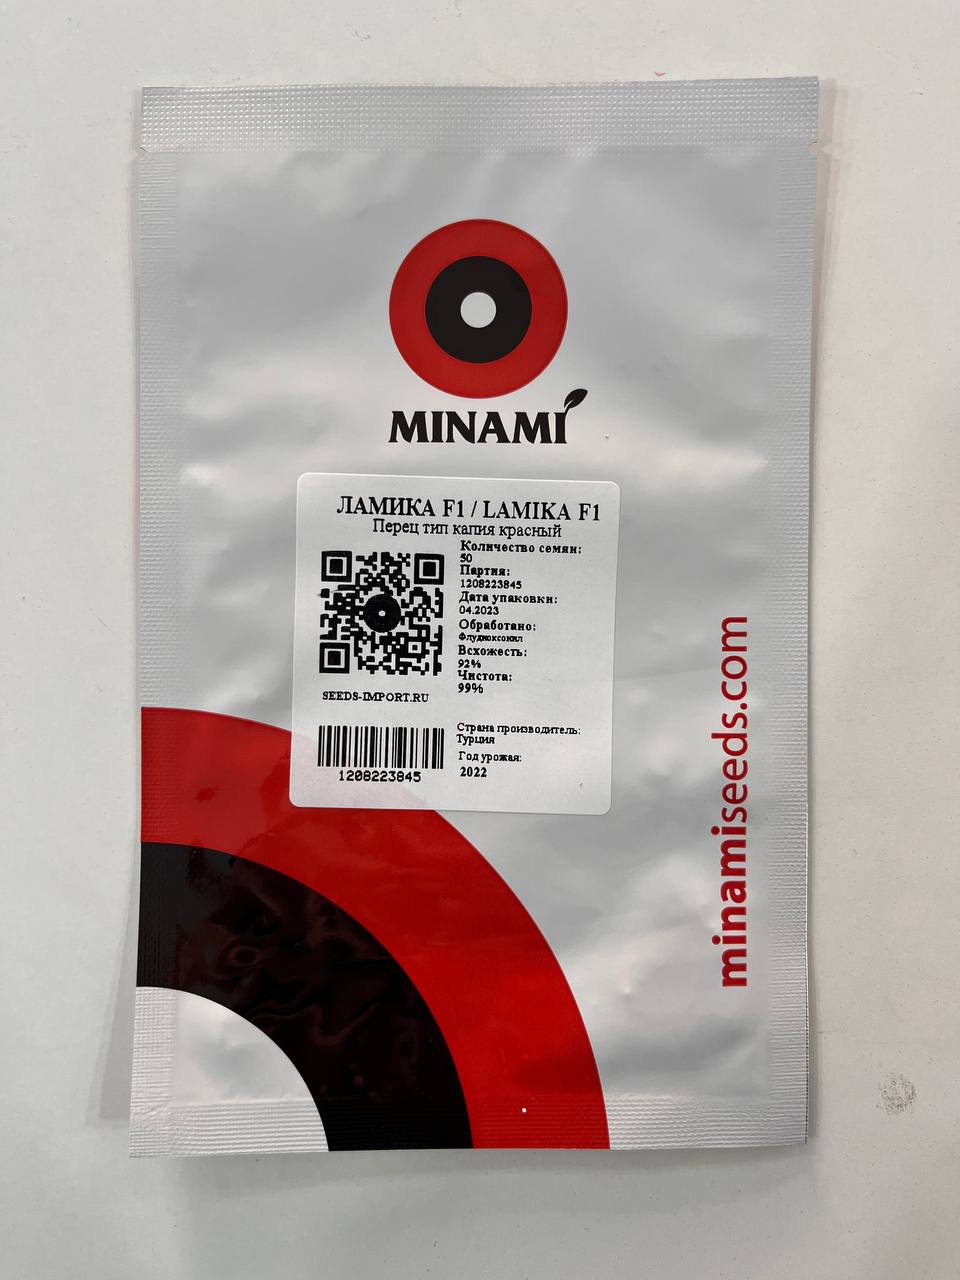 MINAMI
ЛАМИКА F1 / LAMIKA F1
Перец тип капия красный
Количество семян:
50
Партия:
1208223845
Дата упаковки:
04.2023
Обработано:
Флудиоксонил
Всхожесть:
92%
Чистота:
99%
SEEDS-IMPORT.RU
Страна производитель:
Турция
Год урожая:
2022
1208223845
minamiseeds.com